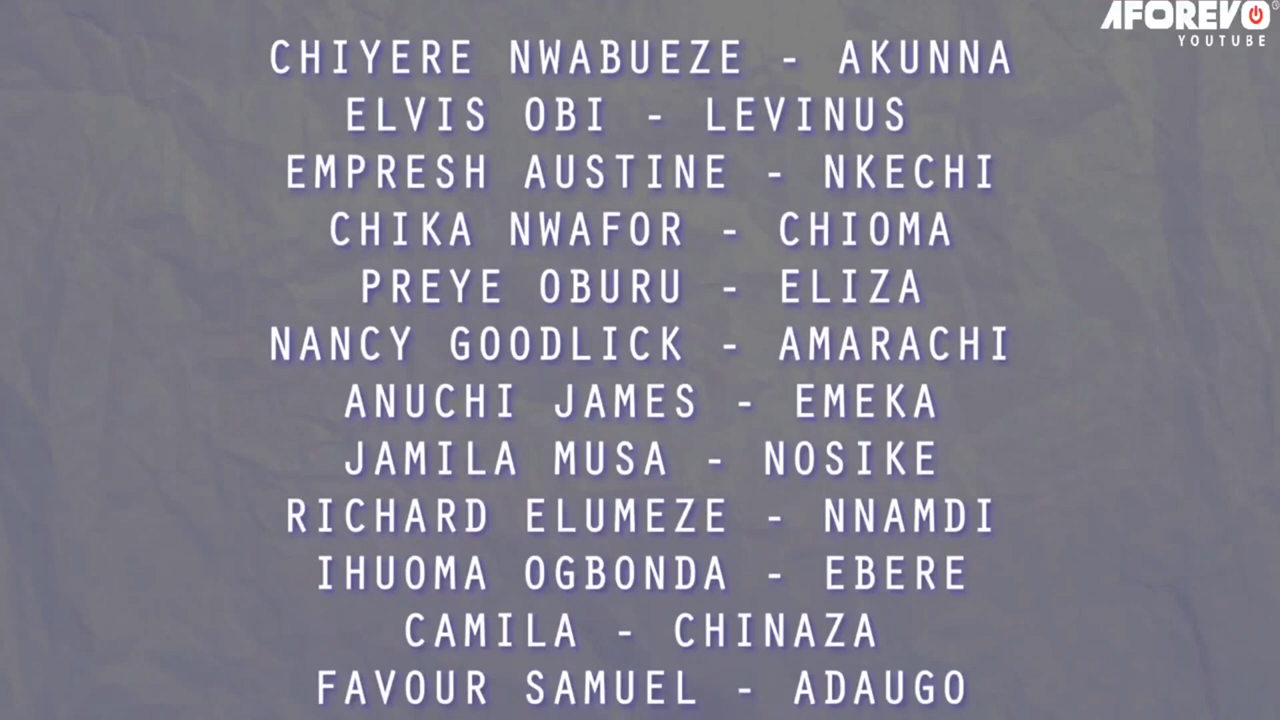 AFOREVO
YOUTUBE
CHIYERE NWABUEZE - AKUNNA
ELVIS OBI - LEVINUS
EMPRESH AUSTINE - NKECHI
CHIKA NWAFOR - CHIOMA
PREYE OBURU - ELIZA
NANCY GOODLICK - AMARACHI
ANUCHI JAMES - EMEKA
JAMILA MUSA - NOSIKE
RICHARD ELUMEZE - NNAMDI
IHUOMA OGBONDA - EBERE
CAMILA - CHINAZA
FAVOUR SAMUEL - ADAUGO